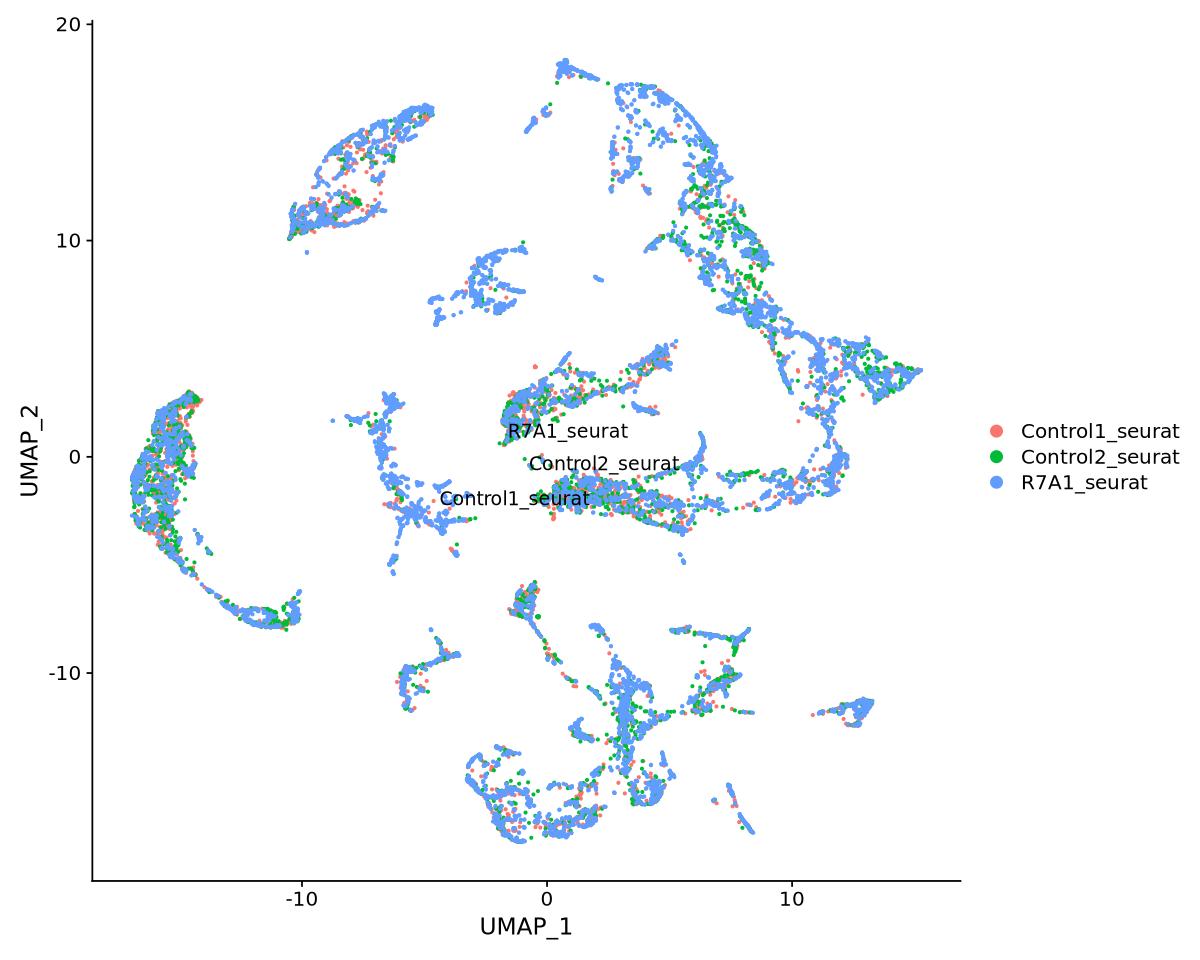 20
10
0
-10
UMAP_2
-10
0
10
UMAP_1
R7A1_seurat
Control2_seurat
Control1_seurat
Control1_seurat
Control2_seurat
R7A1_seurat